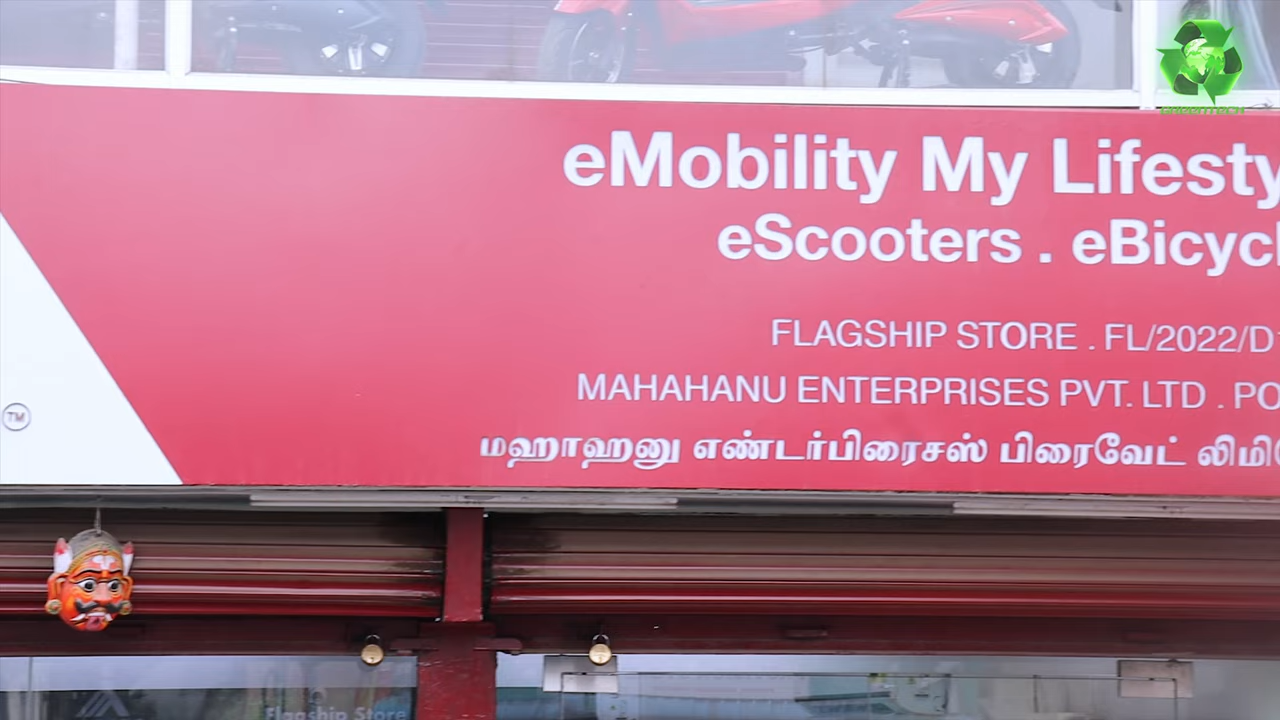 GREENTECH
eMobility My Lifesty
eScooters . eBicycl
FLAGSHIP STORE . FL/2022/D
MAHAHANU ENTERPRISES PVT. LTD . PO
மஹாஹனு எண்டர்பிரைசஸ் பிரைவேட் லிமி
TM
Flagship Store